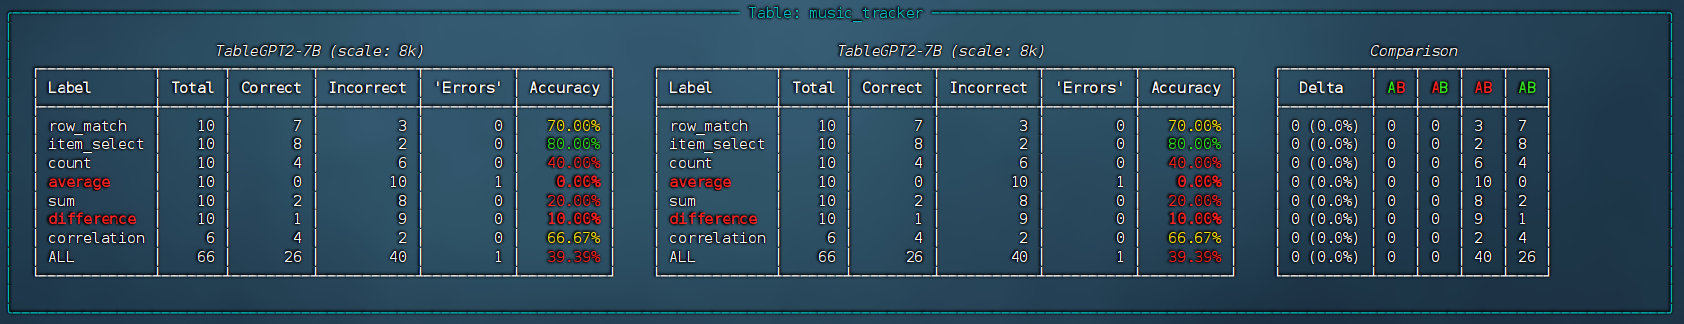 Table: music_tracker
TableGPT2-7B (scale: 8k) TableGPT2-7B (scale: 8k) Comparison
Label Total Correct Incorrect 'Errors' Accuracy Label Total Correct Incorrect 'Errors' Accuracy Delta AB AB AB AB
row_match 10 7 3 0 70.00% row_match 10 7 3 0 70.00% 0 (0.0%) 0 0 3 7
item_select 10 8 2 0 80.00% item_select 10 8 2 0 80.00% 0 (0.0%) 0 0 2 8
count 10 4 6 0 40.00% count 10 4 6 0 40.00% 0 (0.0%) 0 0 6 4
average 10 0 10 1 0.00% average 10 0 10 1 0.00% 0 (0.0%) 0 0 10 0
sum 10 2 8 0 20.00% sum 10 2 8 0 20.00% 0 (0.0%) 0 0 8 2
difference 10 1 9 0 10.00% difference 10 1 9 0 10.00% 0 (0.0%) 0 0 9 1
correlation 6 4 2 0 66.67% correlation 6 4 2 0 66.67% 0 (0.0%) 0 0 2 4
ALL 66 26 40 1 39.39% ALL 66 26 40 1 39.39% 0 (0.0%) 0 0 40 26